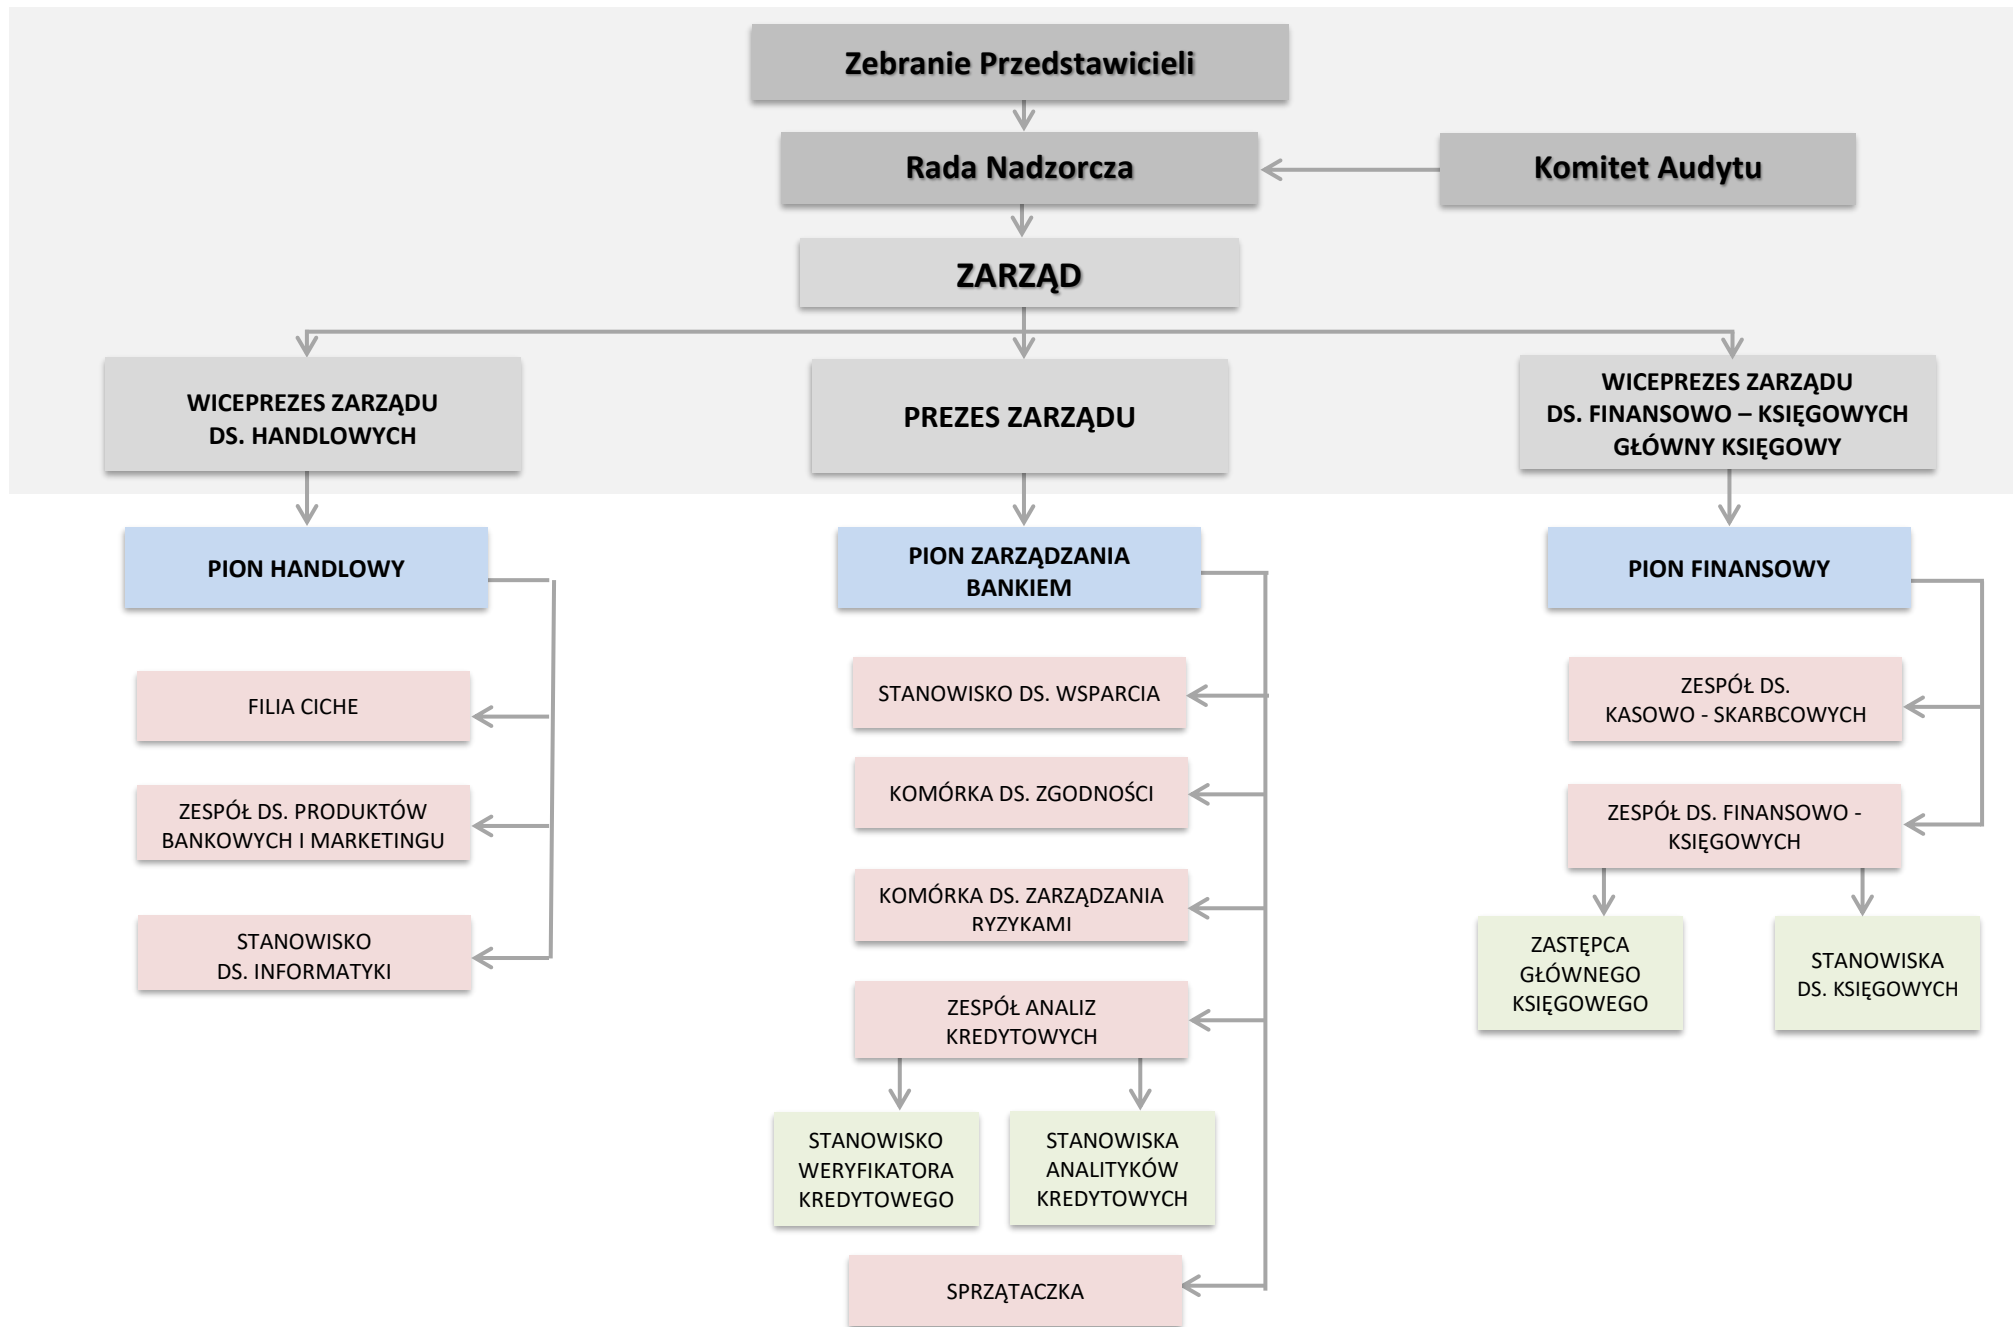 Zebranie Przedstawicieli
Rada Nadzorcza
Komitet Audytu
ZARZĄD
WICEPREZES ZARZĄDU
DS. HANDLOWYCH
PREZES ZARZĄDU
WICEPREZES ZARZĄDU
DS. FINANSOWO – KSIĘGOWYCH
GŁÓWNY KSIĘGOWY
PION HANDLOWY
PION ZARZĄDZANIA
BANKIEM
PION FINANSOWY
FILIA CICHE
ZESPÓŁ DS. PRODUKTÓW
BANKOWYCH I MARKETINGU
STANOWISKO
DS. INFORMATYKI
STANOWISKO DS. WSPARCIA
KOMÓRKA DS. ZGODNOŚCI
KOMÓRKA DS. ZARZĄDZANIA
RYZYKAMI
ZESPÓŁ ANALIZ
KREDYTOWYCH
STANOWISKO
WERYFIKATORA
KREDYTOWEGO
STANOWISKA
ANALITYKÓW
KREDYTOWYCH
SPRZĄTACZKA
ZESPÓŁ DS.
KASOWO - SKARBCOWYCH
ZESPÓŁ DS. FINANSOWO -
KSIĘGOWYCH
ZASTĘPCA
GŁÓWNEGO
KSIĘGOWEGO
STANOWISKA
DS. KSIĘGOWYCH